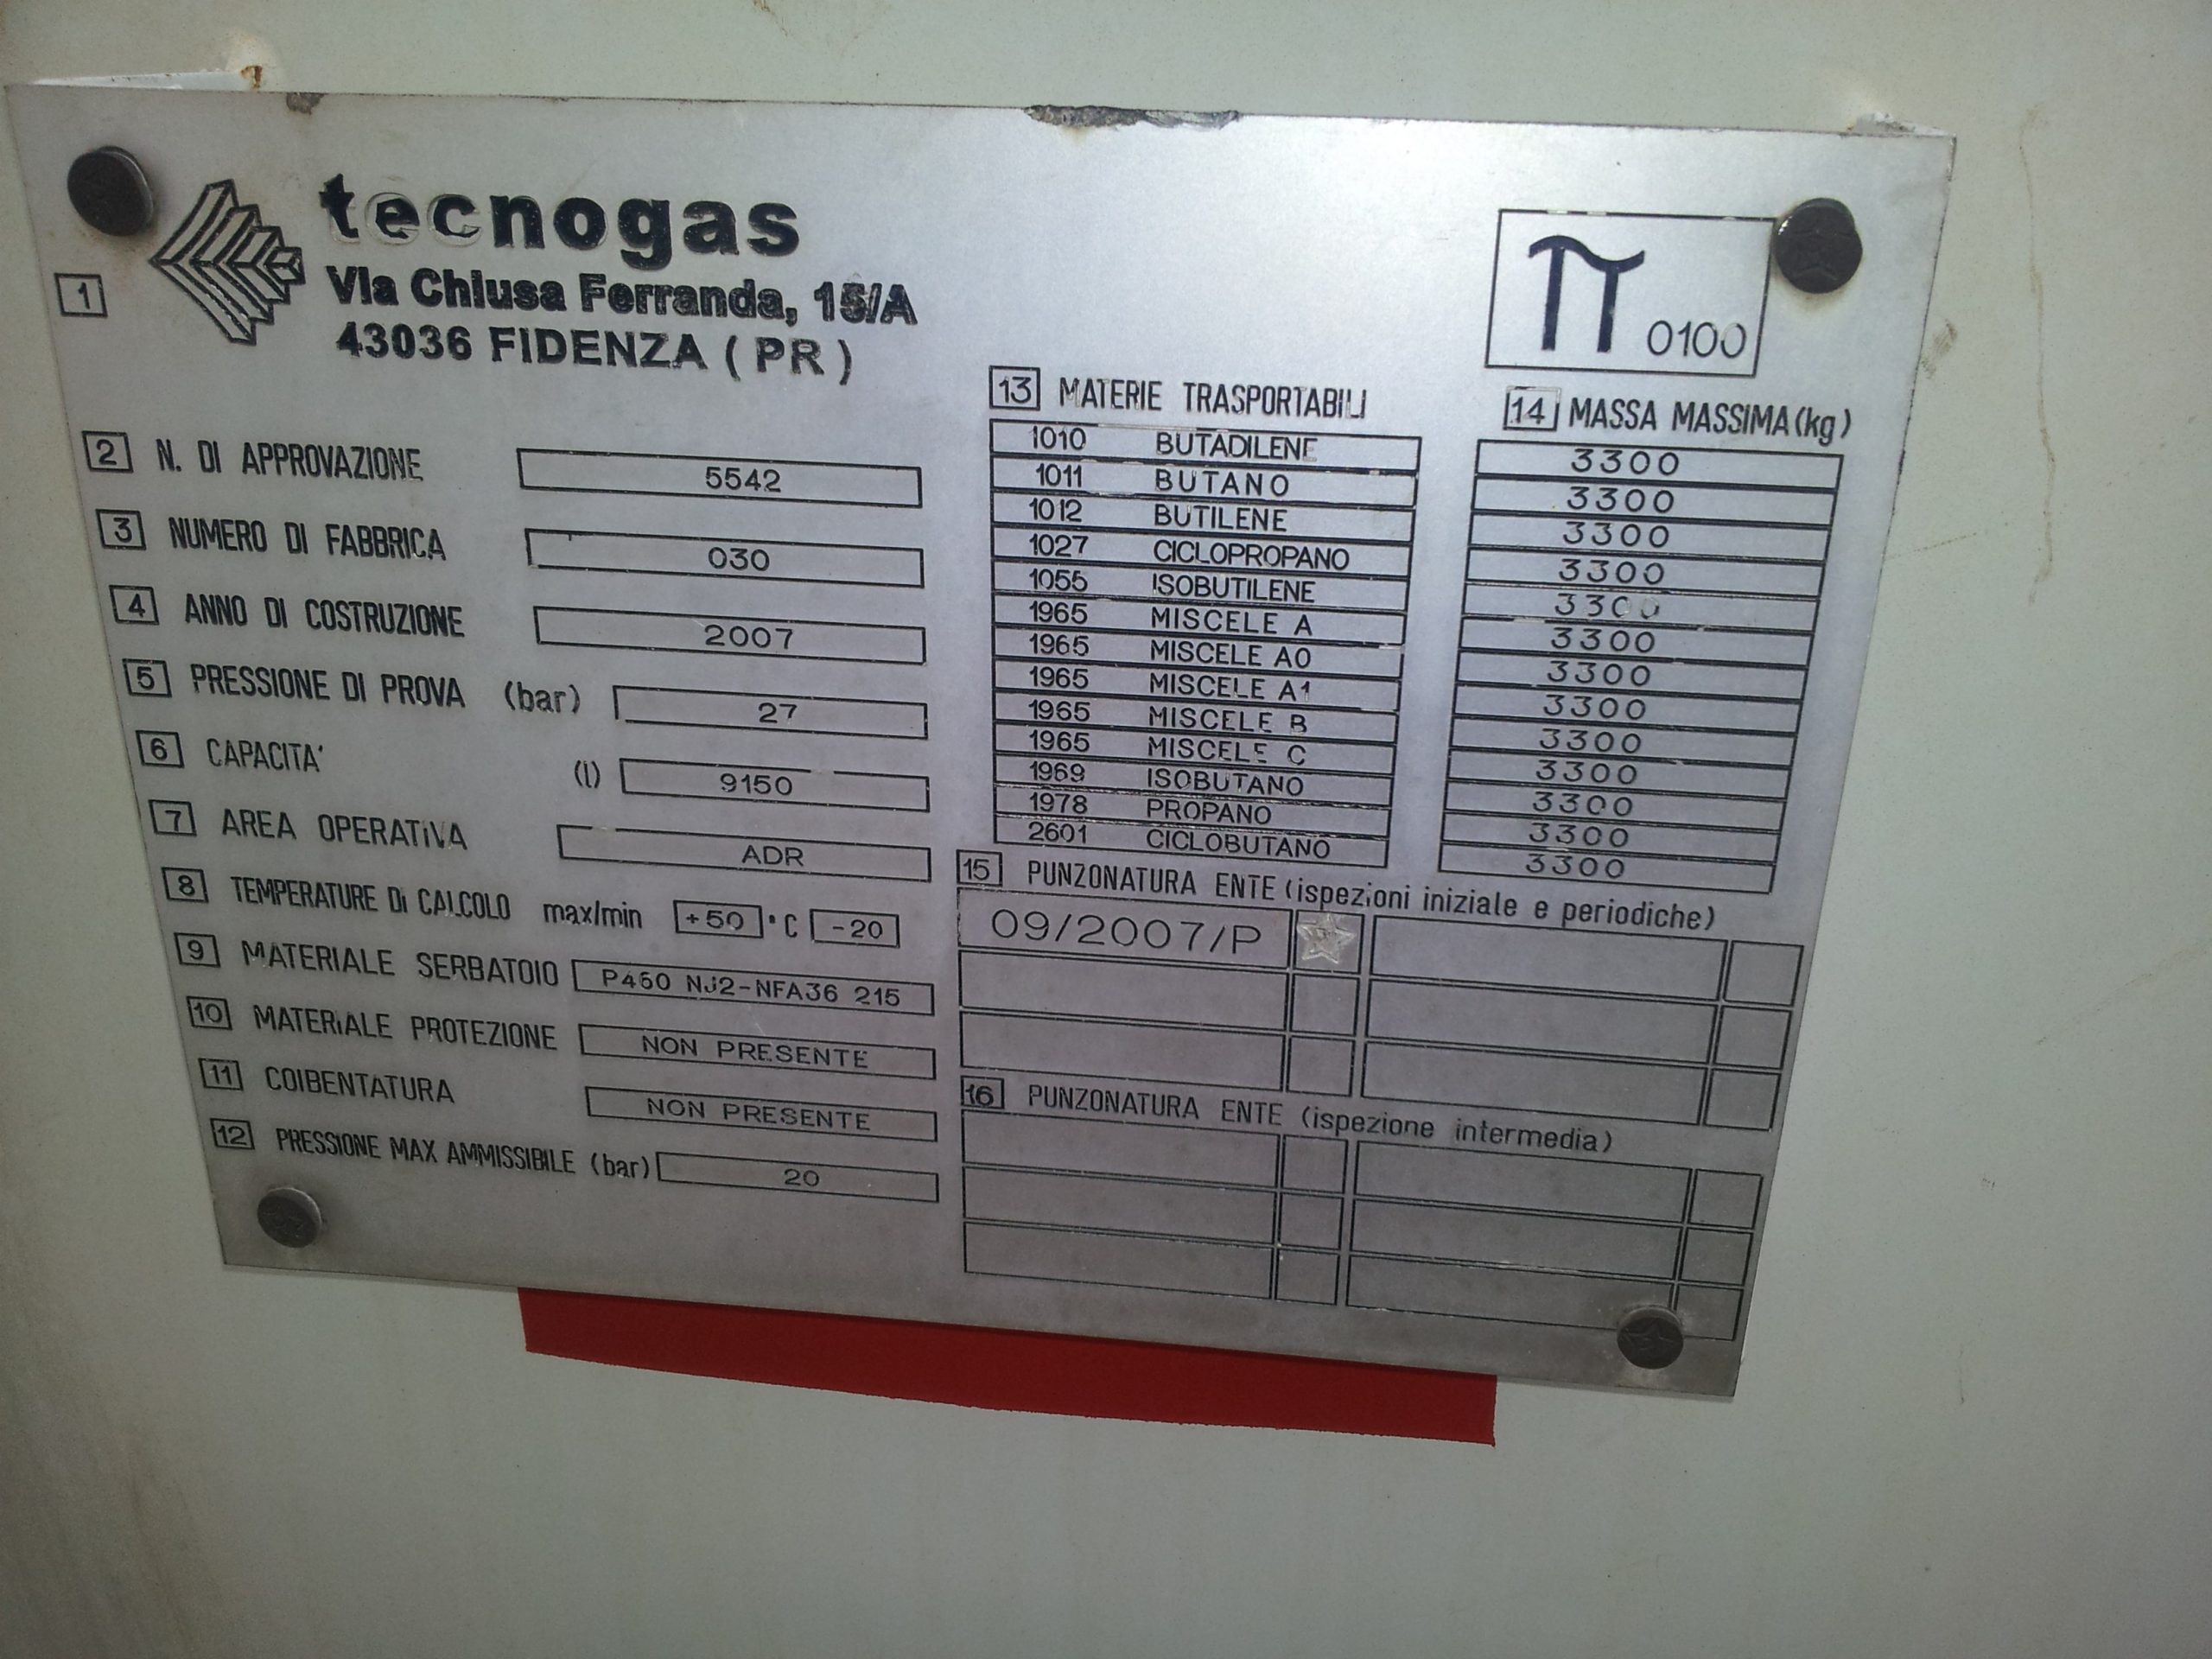 1
tecnogas
Via Chiusa Ferranda, 15/A
43036 FIDENZA ( PR )
π 0100
2 N. DI APPROVAZIONE 5542
3 NUMERO DI FABBRICA 030
4 ANNO DI COSTRUZIONE 2007
5 PRESSIONE DI PROVA (bar) 27
6 CAPACITA' (l) 9150
7 AREA OPERATIVA ADR
8 TEMPERATURE Di CALCOLO max/min +50 °C -20
9 MATERIALE SERBATOIO P460 NJ2-NFA36 215
10 MATERIALE PROTEZIONE NON PRESENTE
11 COIBENTATURA NON PRESENTE
12 PRESSIONE MAX AMMISSIBILE (bar) 20
13 MATERIE TRASPORTABILI 14 MASSA MASSIMA (kg)
1010 BUTADILENE 3300
1011 BUTANO 3300
1012 BUTILENE 3300
1027 CICLOPROPANO 3300
1055 ISOBUTILENE 3300
1965 MISCELE A 3300
1965 MISCELE A0 3300
1965 MISCELE A1 3300
1965 MISCELE B 3300
1965 MISCELE C 3300
1969 ISOBUTANO 3300
1978 PROPANO 3300
2601 CICLOBUTANO 3300
15 PUNZONATURA ENTE (ispezioni iniziale e periodiche)
09/2007/P
16 PUNZONATURA ENTE (ispezione intermedia)